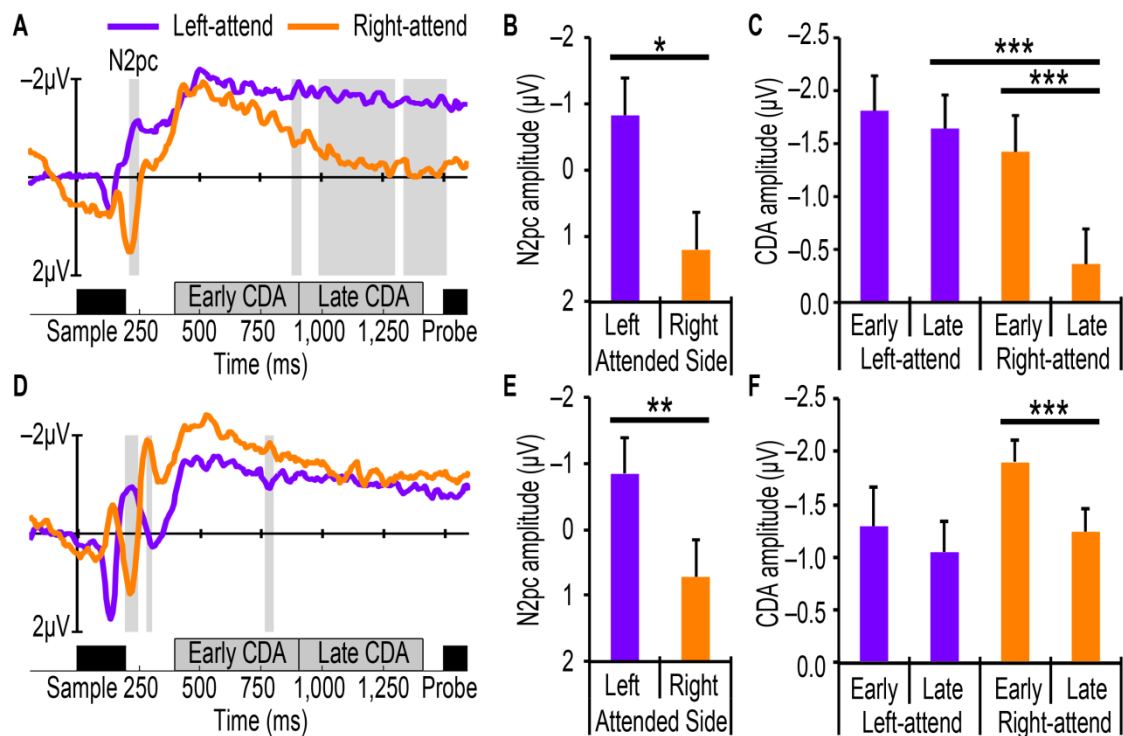 A
Left-attend
Right-attend
N2pc
–2µV
2µV
Early CDA
Late CDA
Sample 250 500 750 1,000 1,250 Probe
Time (ms)
B
N2pc amplitude (µV)
–2
-1
0
1
2
*
Left Right
Attended Side
C
CDA amplitude (µV)
–2.5
–2.0
–1.5
–1.0
–0.5
0.0
***
***
Early Late Early Late
Left-attend Right-attend
D
–2µV
2µV
Early CDA
Late CDA
Sample 250 500 750 1,000 1,250 Probe
Time (ms)
E
N2pc amplitude (µV)
–2
-1
0
1
2
**
Left Right
Attended Side
F
CDA amplitude (µV)
–2.5
–2.0
–1.5
–1.0
–0.5
0.0
***
Early Late Early Late
Left-attend Right-attend